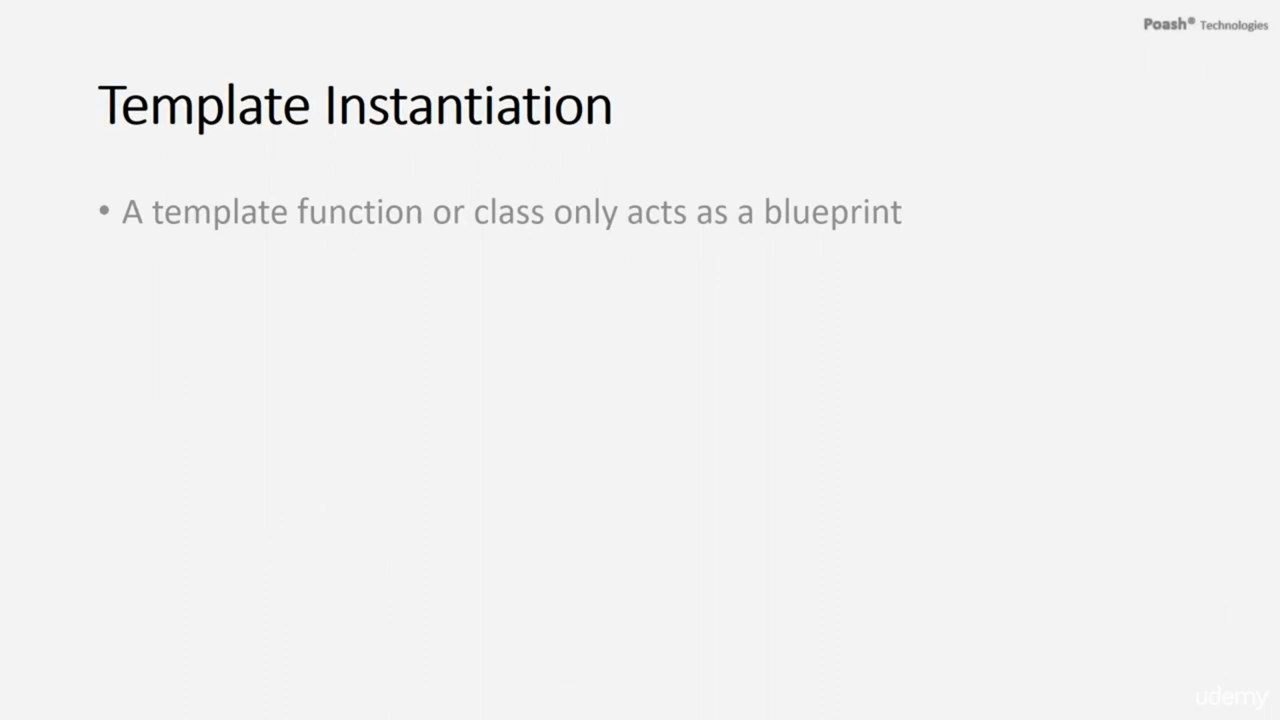 Poash® Technologies
Template Instantiation
• A template function or class only acts as a blueprint
udemy